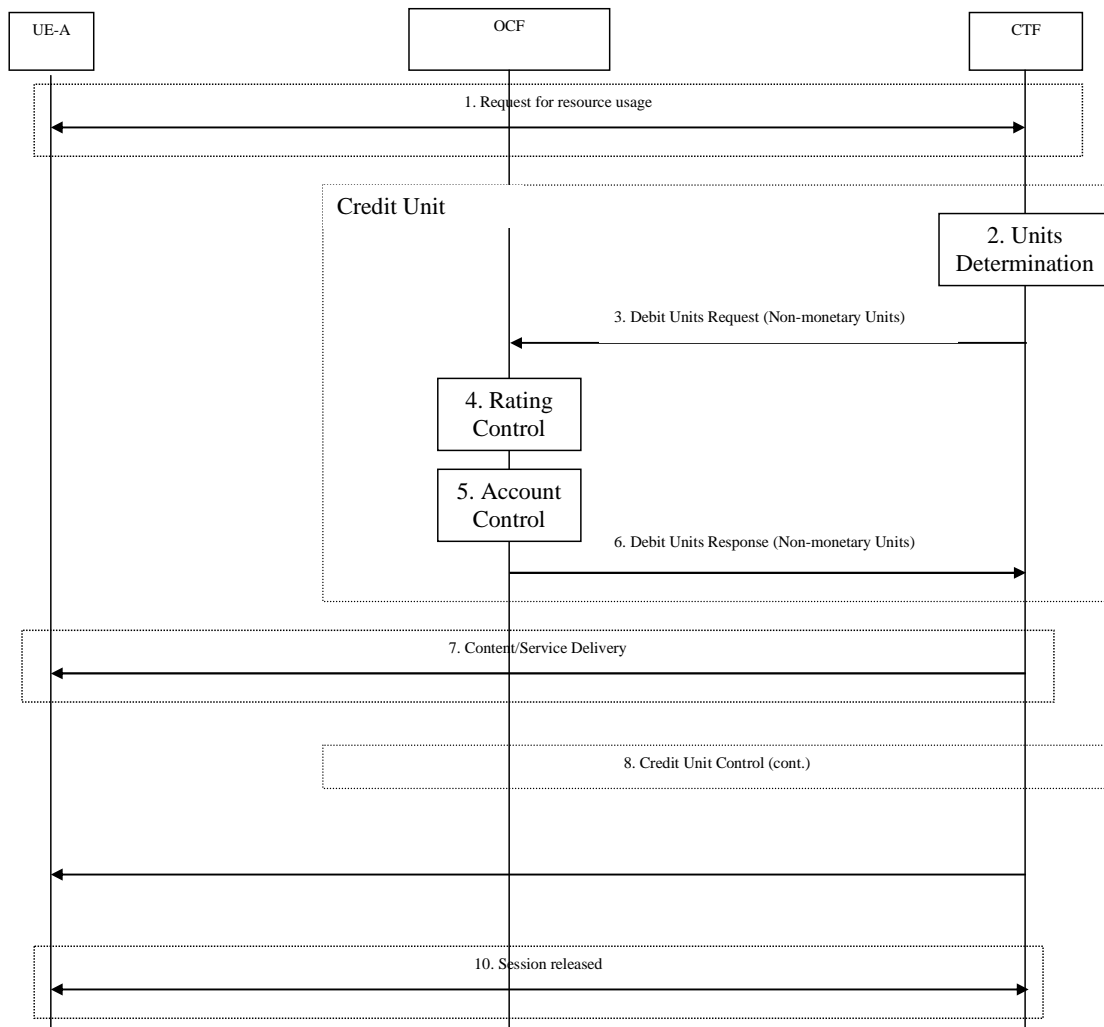 UE-A
OCF
CTF
1. Request for resource usage
Credit Unit
2. Units
Determination
3. Debit Units Request (Non-monetary Units)
4. Rating
Control
5. Account
Control
6. Debit Units Response (Non-monetary Units)
7. Content/Service Delivery
8. Credit Unit Control (cont.)
10. Session released